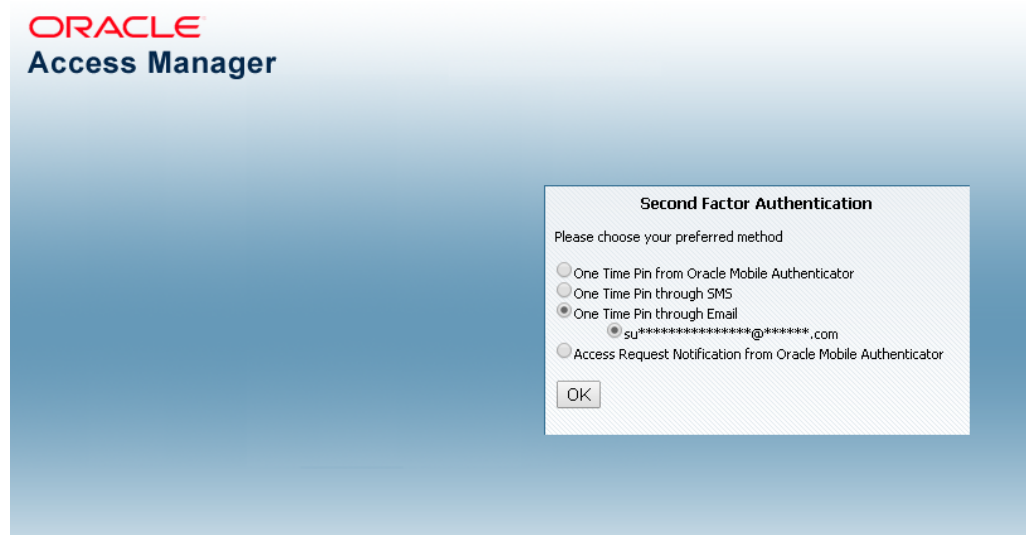 ORACLE
Access Manager
Second Factor Authentication
Please choose your preferred method
One Time Pin from Oracle Mobile Authenticator
One Time Pin through SMS
One Time Pin through Email
su***************@******.com
Access Request Notification from Oracle Mobile Authenticator
OK